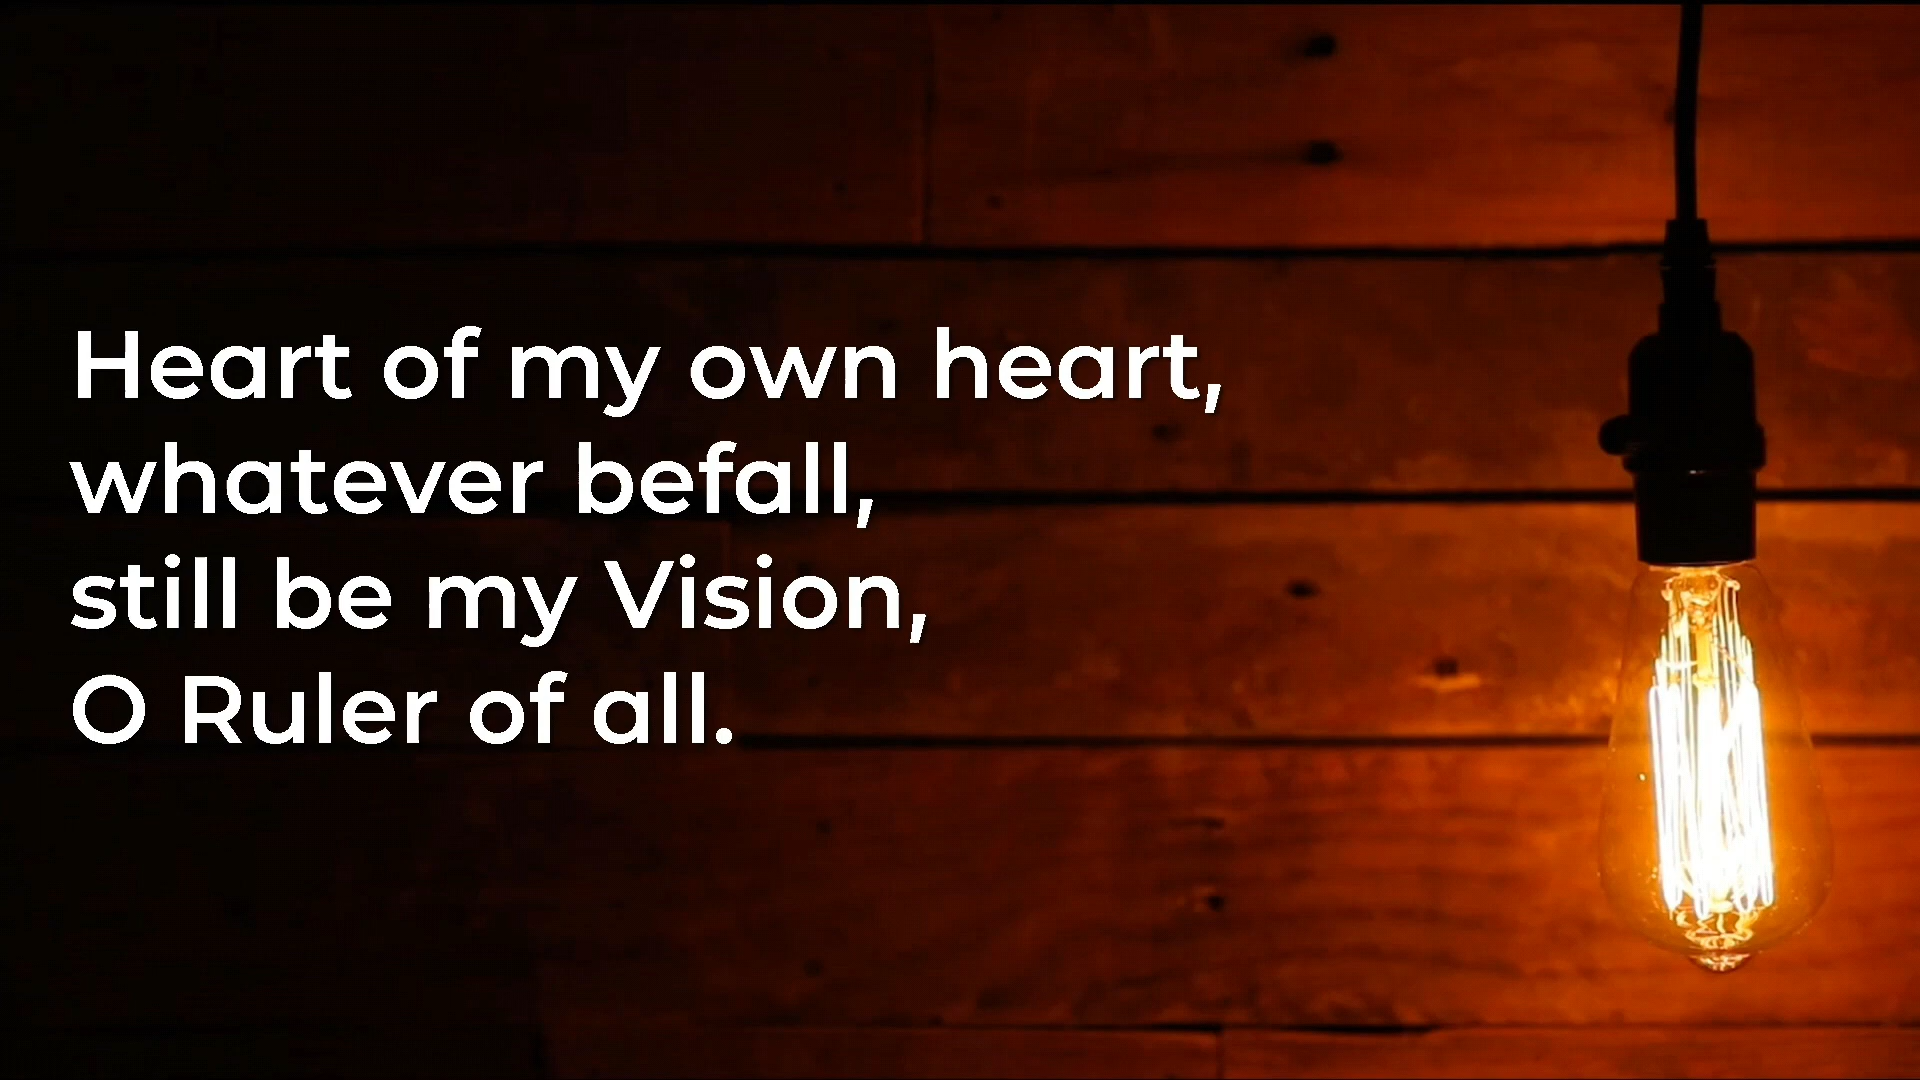 Heart of my own heart,
whatever befall,
still be my Vision,
O Ruler of all.